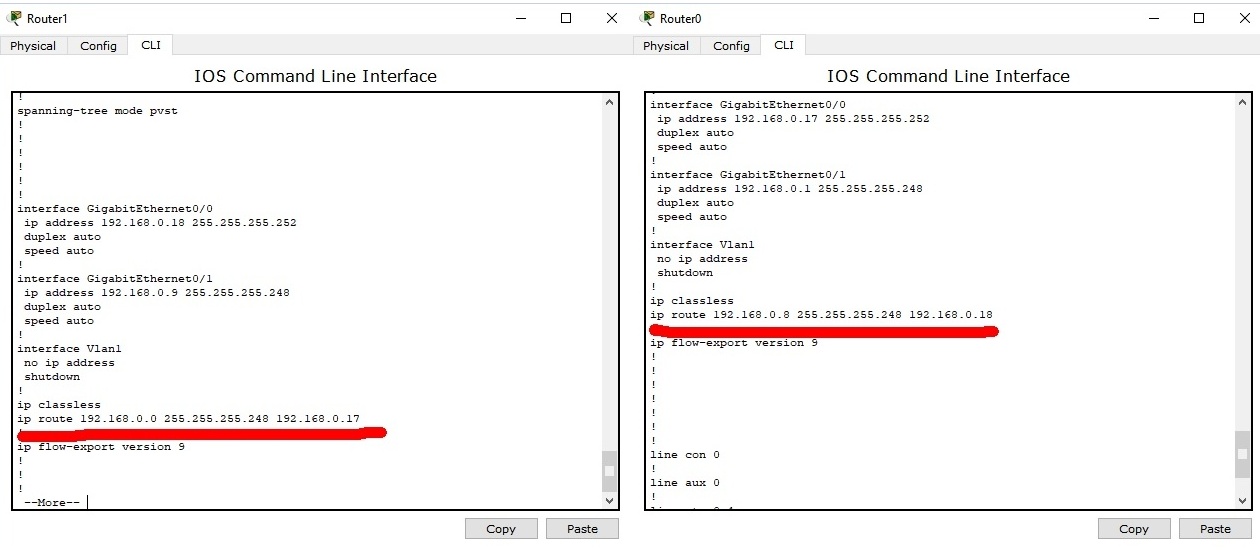 Router1
Physical Config CLI
IOS Command Line Interface
!
spanning-tree mode pvst
!
!
!
!
!
!
interface GigabitEthernet0/0
ip address 192.168.0.18 255.255.255.252
duplex auto
speed auto
!
interface GigabitEthernet0/1
ip address 192.168.0.9 255.255.255.248
duplex auto
speed auto
!
interface Vlan1
no ip address
shutdown
!
ip classless
ip route 192.168.0.0 255.255.255.248 192.168.0.17
ip flow-export version 9
!
!
!
--More--
Copy Paste
Router0
Physical Config CLI
IOS Command Line Interface
interface GigabitEthernet0/0
ip address 192.168.0.17 255.255.255.252
duplex auto
speed auto
!
interface GigabitEthernet0/1
ip address 192.168.0.1 255.255.255.248
duplex auto
speed auto
!
interface Vlan1
no ip address
shutdown
!
ip classless
ip route 192.168.0.8 255.255.255.248 192.168.0.18
ip flow-export version 9
!
!
!
!
!
!
!
line con 0
!
line aux 0
!
Copy Paste